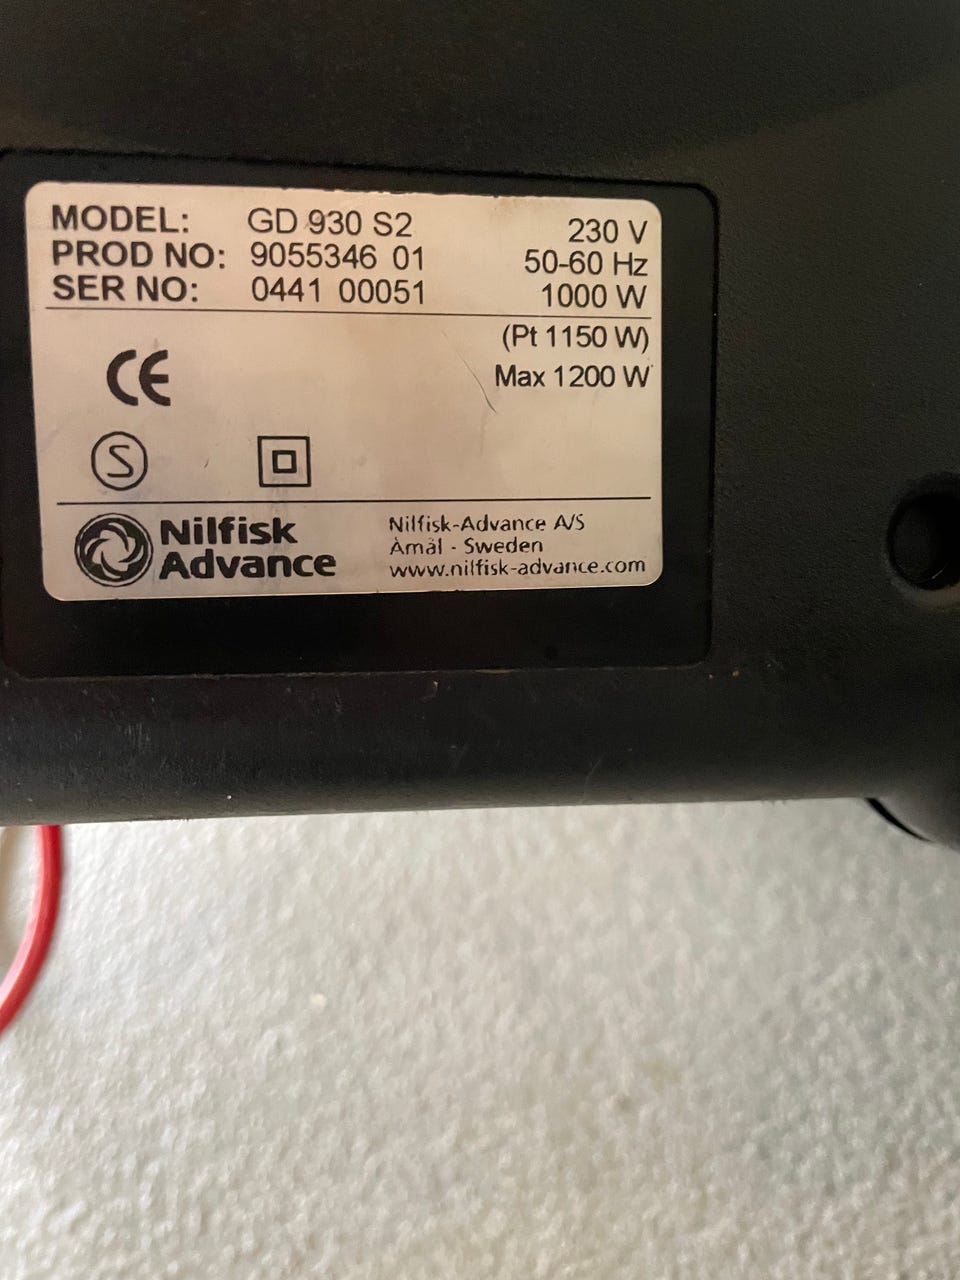 MODEL: GD 930 S2
PROD NO: 9055346 01
SER NO: 0441 00051
230 V
50-60 Hz
1000 W
(Pt 1150 W)
Max 1200 W
CE
S
Nilfisk
Advance
Nilfisk-Advance A/S
Åmål - Sweden
www.nilfisk-advance.com